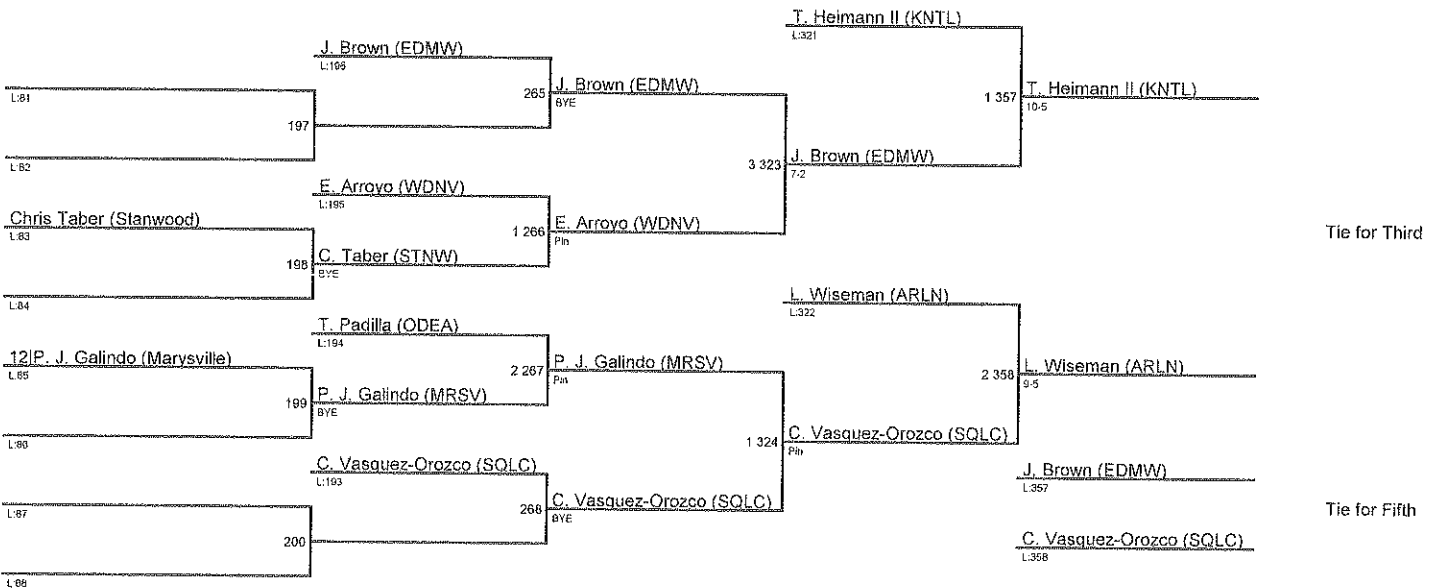 T. Heimann II (KNTL)
L:321
J. Brown (EDMW)
L:196
L:81
265
J. Brown (EDMW)
BYE
1 357
T. Heimann II (KNTL)
10-5
197
L:82
3 323
J. Brown (EDMW)
7-2
E. Arroyo (WDNV)
L:195
Chris Taber (Stanwood)
L:83
1 266
E. Arroyo (WDNV)
Pin
Tie for Third
198
C. Taber (STNW)
BYE
L:84
L. Wiseman (ARLN)
L:322
T. Padilla (ODEA)
L:194
12|P. J. Galindo (Marysville)
L:85
2 267
P. J. Galindo (MRSV)
Pin
2 358
L. Wiseman (ARLN)
9-5
199
P. J. Galindo (MRSV)
BYE
L:86
1 324
C. Vasquez-Orozco (SQLC)
Pin
C. Vasquez-Orozco (SQLC)
L:193
J. Brown (EDMW)
L:357
L:87
268
C. Vasquez-Orozco (SQLC)
BYE
Tie for Fifth
200
C. Vasquez-Orozco (SQLC)
L:358
L:88